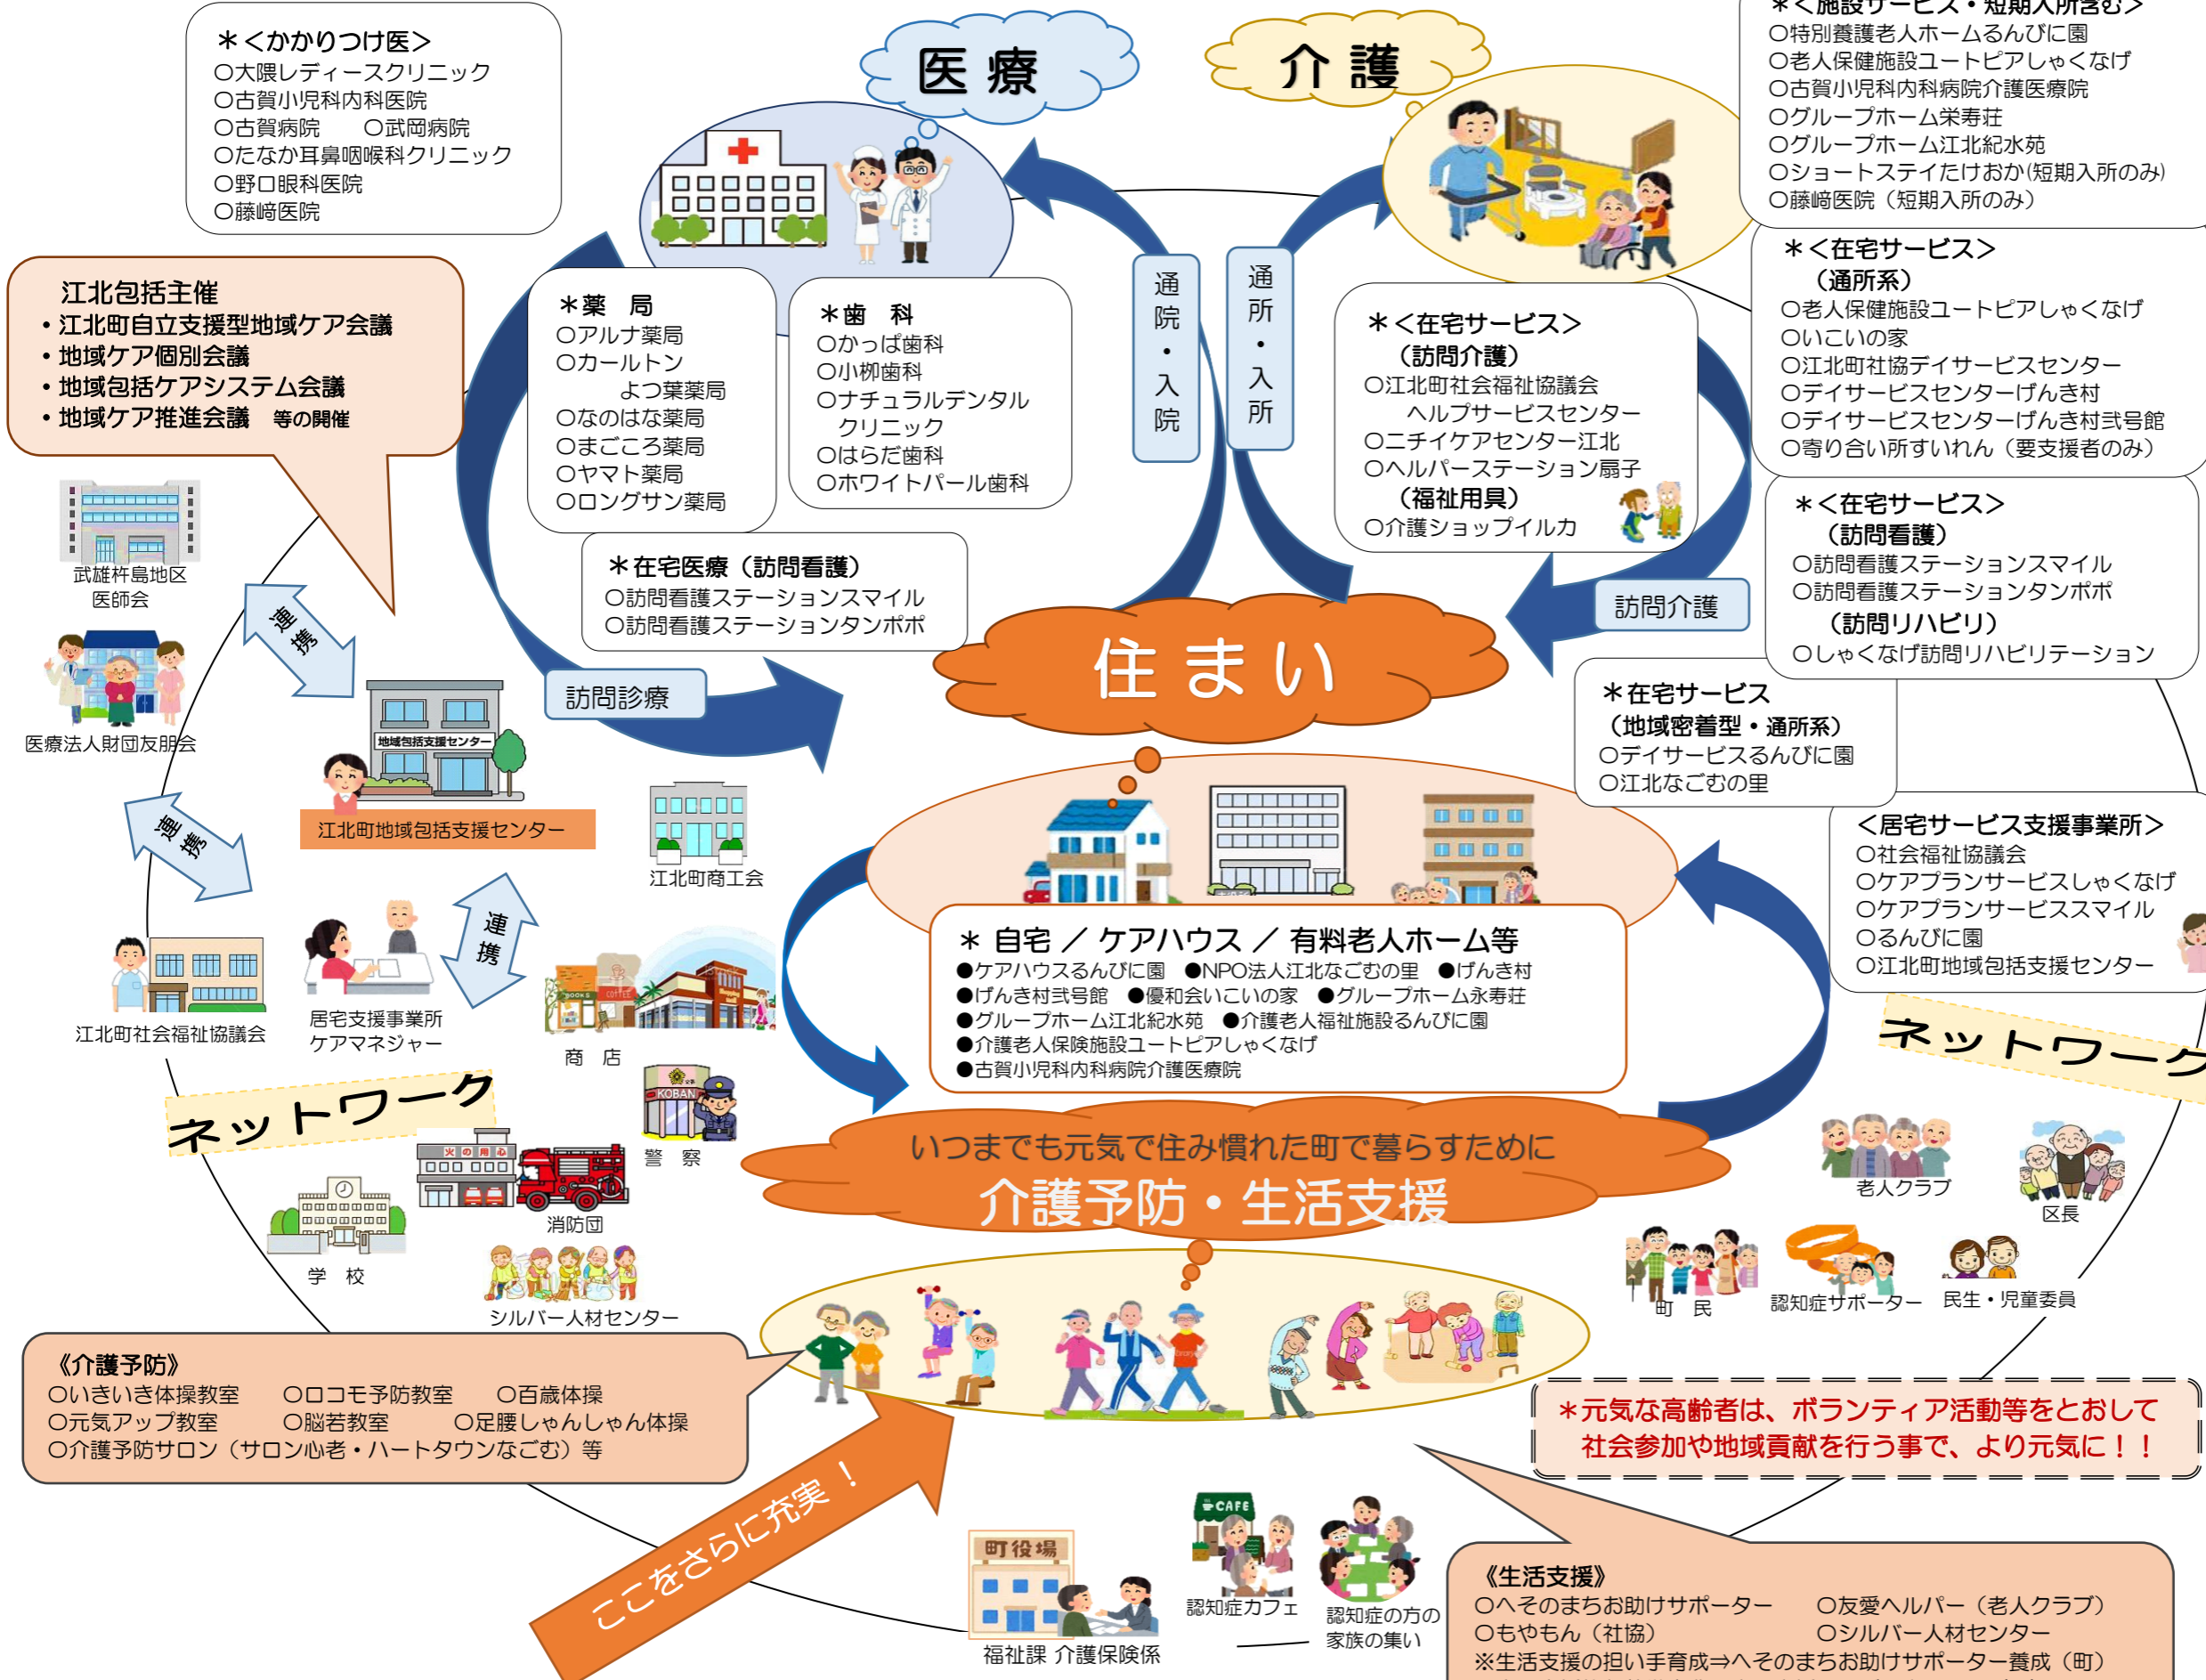 *＜かかりつけ医＞
○大隈レディースクリニック
○古賀小児科内科医院
○古賀病院　　○武岡病院
○たなか耳鼻咽喉科クリニック
○野口眼科医院
○藤﨑医院
医療
介護
*＜施設サービス・短期入所含む＞
○特別養護老人ホームるんびに園
○老人保健施設ユートピアしゃくなげ
○古賀小児科内科病院介護医療院
○グループホーム栄寿荘
○グループホーム江北紀水苑
○ショートステイたけおか(短期入所のみ)
○藤﨑医院（短期入所のみ）
江北包括主催
・江北町自立支援型地域ケア会議
・地域ケア個別会議
・地域包括ケアシステム会議
・地域ケア推進会議　等の開催
*薬　局
○アルナ薬局
○カールトン
よつ葉薬局
○なのはな薬局
○まごころ薬局
○ヤマト薬局
○ロングサン薬局
*歯　科
○かっぱ歯科
○小栁歯科
○ナチュラルデンタル
クリニック
○はらだ歯科
○ホワイトパール歯科
通院・入院
通所・入所
*＜在宅サービス＞
（訪問介護）
○江北町社会福祉協議会
ヘルプサービスセンター
○ニチイケアセンター江北
○ヘルパーステーション扇子
（福祉用具）
○介護ショップイルカ
*＜在宅サービス＞
（通所系）
○老人保健施設ユートピアしゃくなげ
○いこいの家
○江北町社協デイサービスセンター
○デイサービスセンターげんき村
○デイサービスセンターげんき村弐号館
○寄り合い所すいれん（要支援者のみ）
*＜在宅サービス＞
（訪問看護）
○訪問看護ステーションスマイル
○訪問看護ステーションタンポポ
（訪問リハビリ）
○しゃくなげ訪問リハビリテーション
*在宅医療（訪問看護）
○訪問看護ステーションスマイル
○訪問看護ステーションタンポポ
訪問診療
訪問介護
住まい
*在宅サービス
（地域密着型・通所系）
○デイサービスるんびに園
○江北なごむの里
武雄杵島地区
医師会
連携
医療法人財団友朋会
地域包括支援センター
江北町地域包括支援センター
連携
江北町商工会
連携
江北町社会福祉協議会
居宅支援事業所
ケアマネジャー
BOOKS
COFFEE
商　店
* 自宅 ／ ケアハウス ／ 有料老人ホーム等
●ケアハウスるんびに園　●NPO法人江北なごむの里　●げんき村
●げんき村弐号館　●優和会いこいの家　●グループホーム永寿荘
●グループホーム江北紀水苑　●介護老人福祉施設るんびに園
●介護老人保険施設ユートピアしゃくなげ
●古賀小児科内科病院介護医療院
＜居宅サービス支援事業所＞
○社会福祉協議会
○ケアプランサービスしゃくなげ
○ケアプランサービススマイル
○るんびに園
○江北町地域包括支援センター
ネットワーク
ネットワーク
KOBAN
警　察
火の用心
消防団
学　校
シルバー人材センター
いつまでも元気で住み慣れた町で暮らすために
介護予防・生活支援
老人クラブ
区長
町　民
認知症サポーター
民生・児童委員
《介護予防》
○いきいき体操教室　　○ロコモ予防教室　　○百歳体操
○元気アップ教室　　○脳若教室　　○足腰しゃんしゃん体操
○介護予防サロン（サロン心老・ハートタウンなごむ）等
*元気な高齢者は、ボランティア活動等をとおして
社会参加や地域貢献を行う事で、より元気に！！
ここをさらに充実！
町役場
福祉課 介護保険係
CAFE
認知症カフェ
認知症の方の
家族の集い
《生活支援》
○へそのまちお助けサポーター　　○友愛ヘルパー（老人クラブ）
○もやもん（社協）　　○シルバー人材センター
※生活支援の担い手育成⇒へそのまちお助けサポーター養成（町）